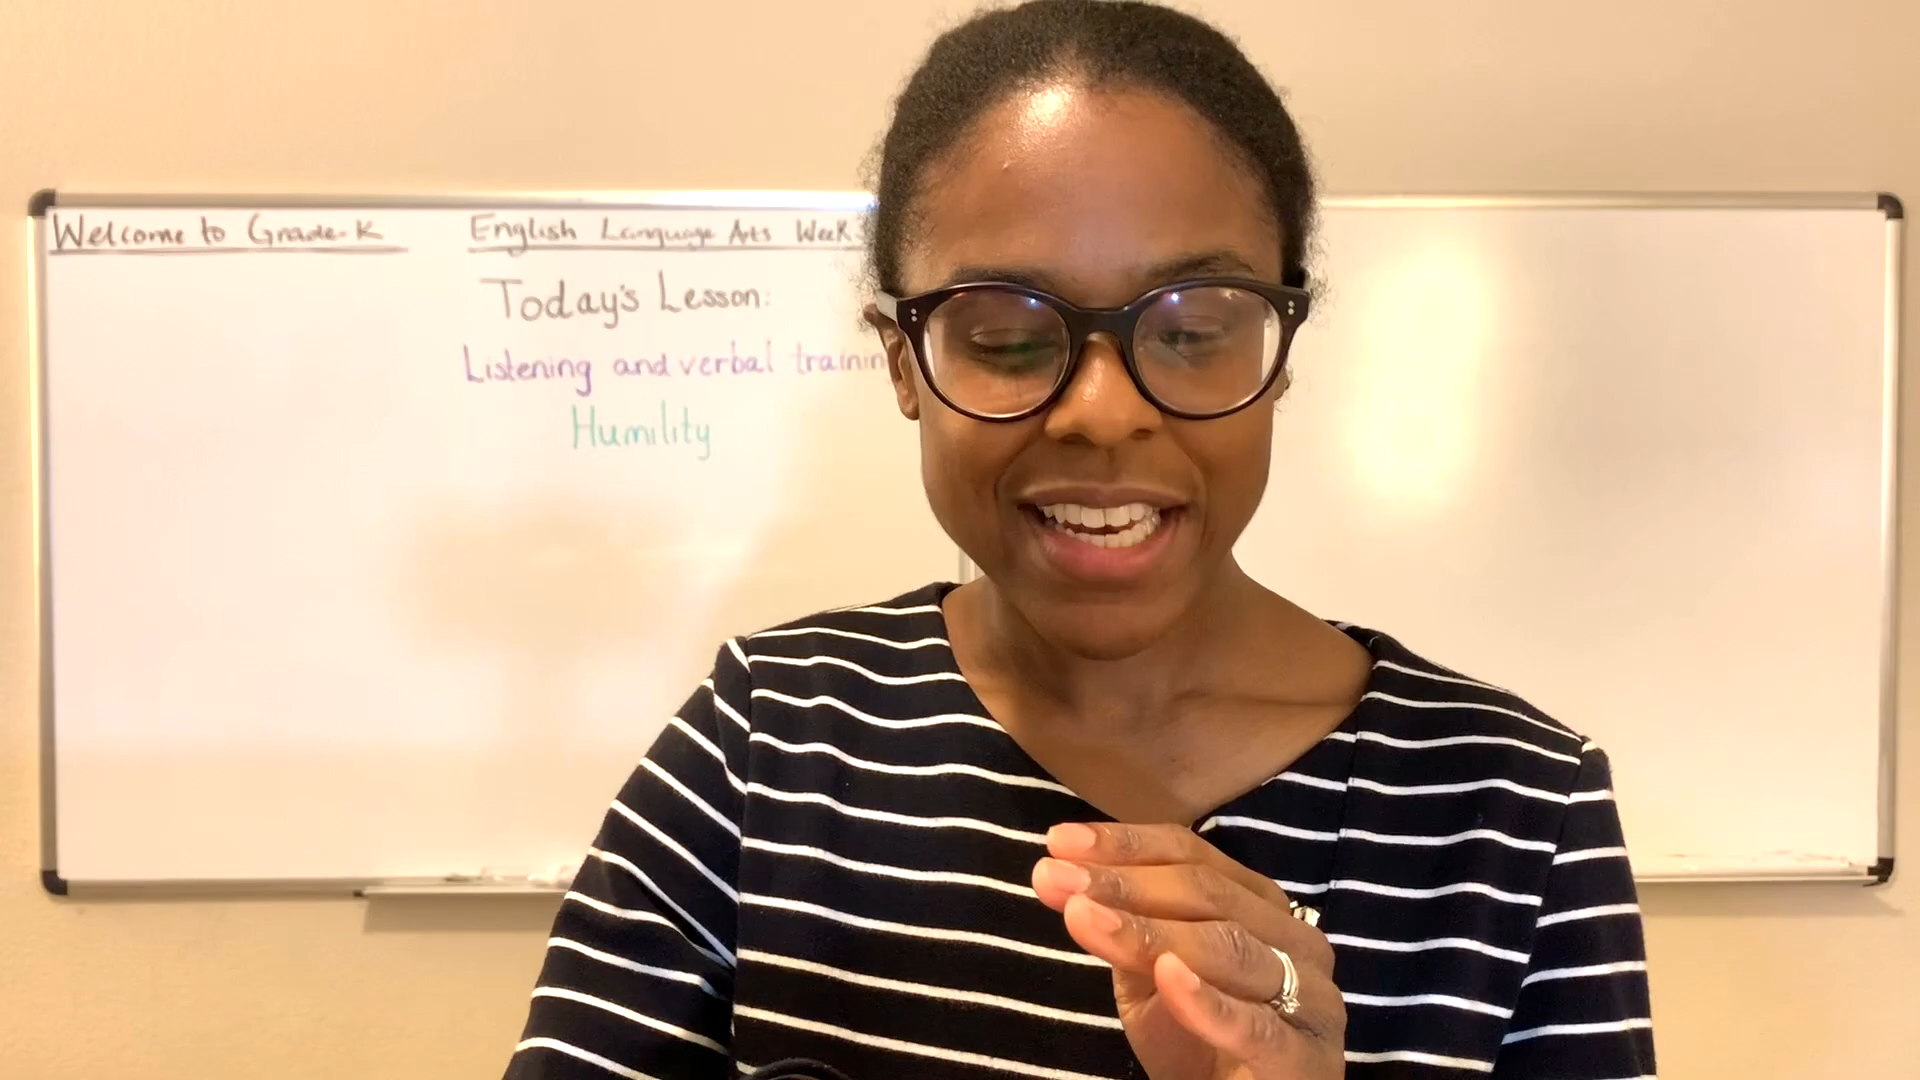 Welcome to Grade-K
English Language Arts Week
Today's Lesson:
Listening and verbal trainin
Humility